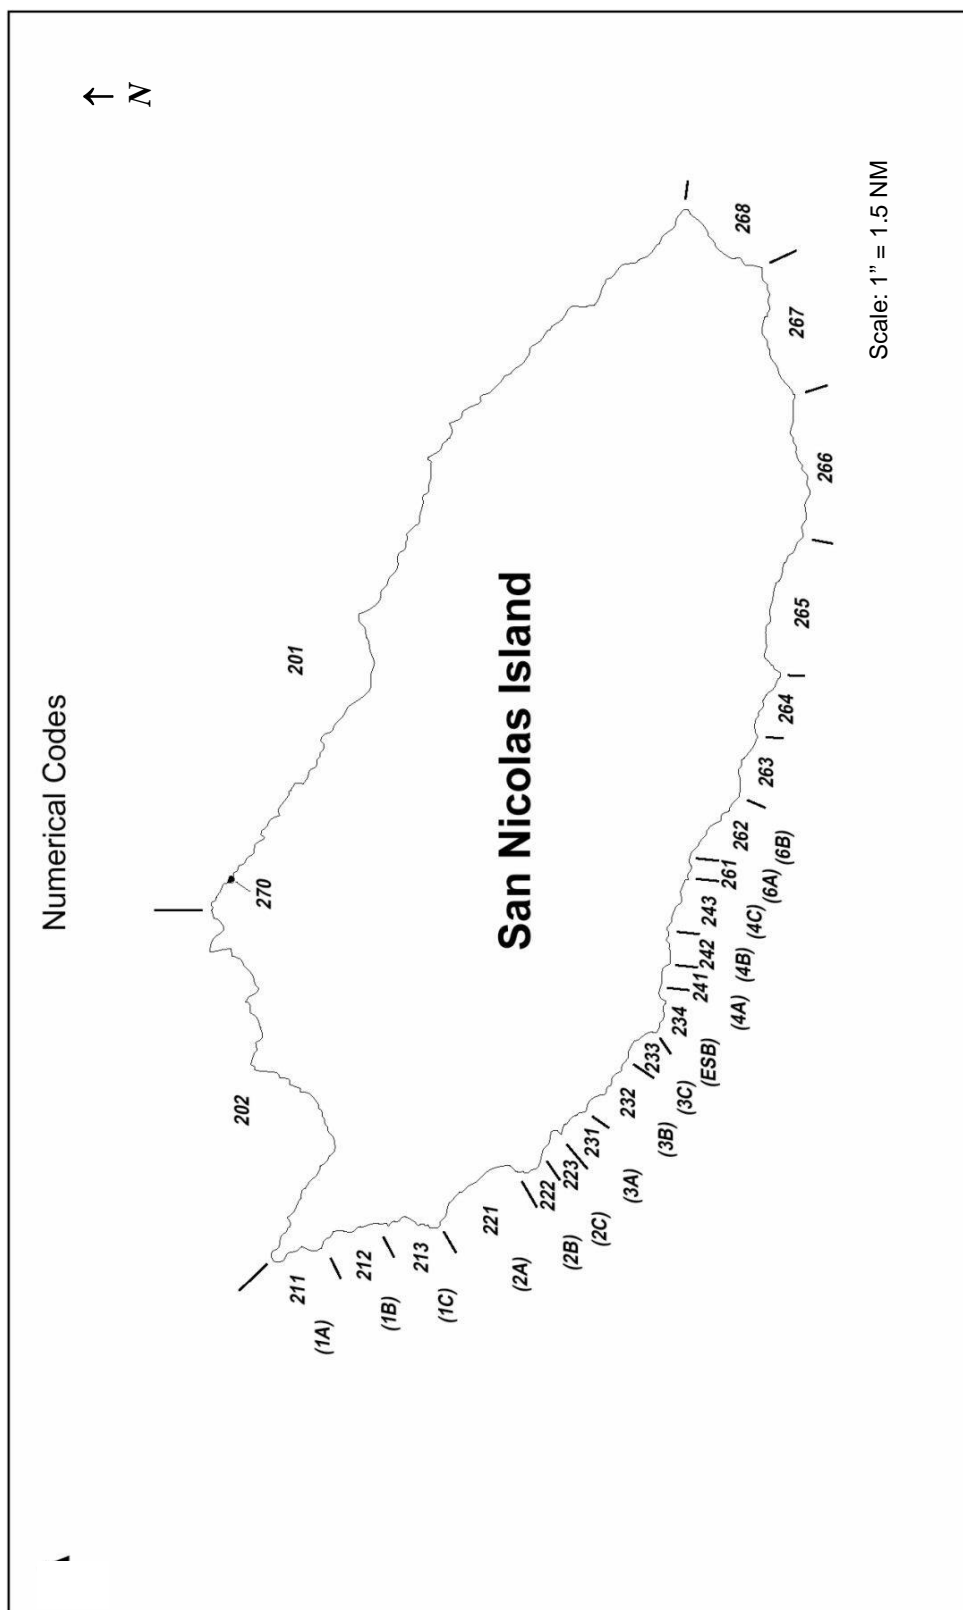 Numerical Codes
↑
N
San Nicolas Island
201
202
270
211
(1A)
212
(1B)
213
(1C)
221
(2A)
222
(2B)
223
(2C)
231
(3A)
232
(3B)
233
(3C)
234
(ESB)
241
(4A)
242
(4B)
243
(4C)
261
(6A)
262
(6B)
263
264
265
266
267
268
Scale: 1” = 1.5 NM